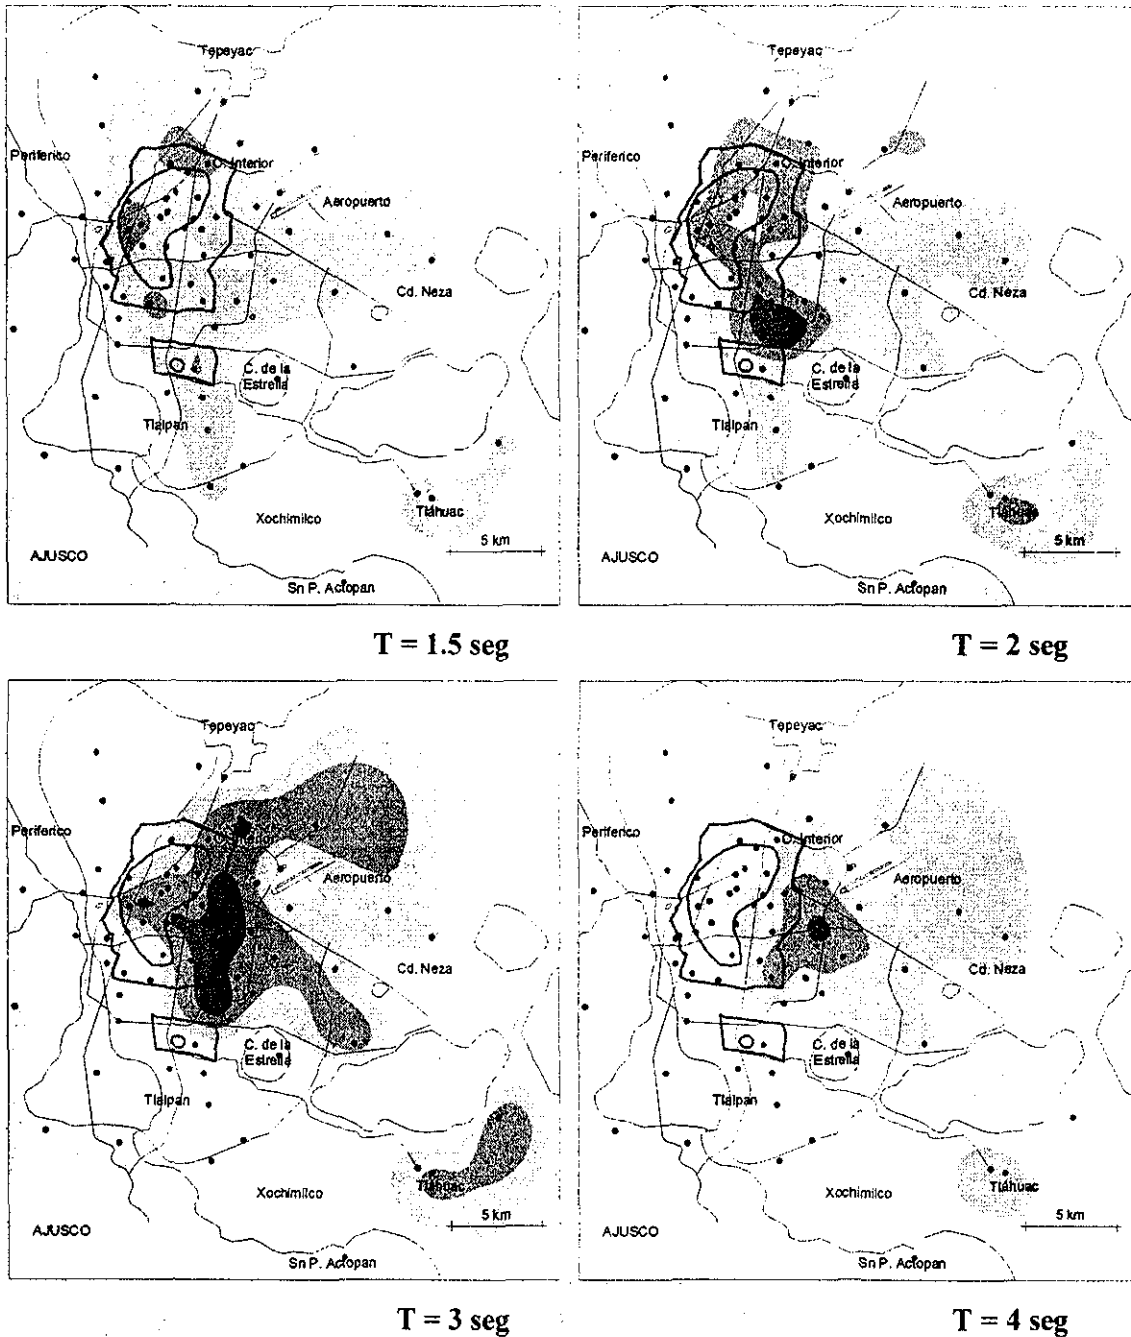 Tepeyac
Periferico
C. Interior
Aeropuerto
Cd. Neza
C. de la
Estrella
Tlalpan
Xochimilco
Tláhuac
5 km
AJUSCO
Sn P. Actopan
T = 1.5 seg
Tepeyac
Periferico
C. Interior
Aeropuerto
Cd. Neza
C. de la
Estrella
Tlalpan
Xochimilco
Tláhuac
5 km
AJUSCO
Sn P. Actopan
T = 2 seg
Tepeyac
Periferico
Interior
Aeropuerto
Cd. Neza
C. de la
Estrella
Tlalpan
Xochimilco
Tláhuac
5 km
AJUSCO
Sn P. Actopan
T = 3 seg
Tepeyac
Periferico
C. Interior
Aeropuerto
Cd. Neza
C. de la
Estrella
Tlalpan
Xochimilco
Tláhuac
5 km
AJUSCO
Sn P. Actopan
T = 4 seg